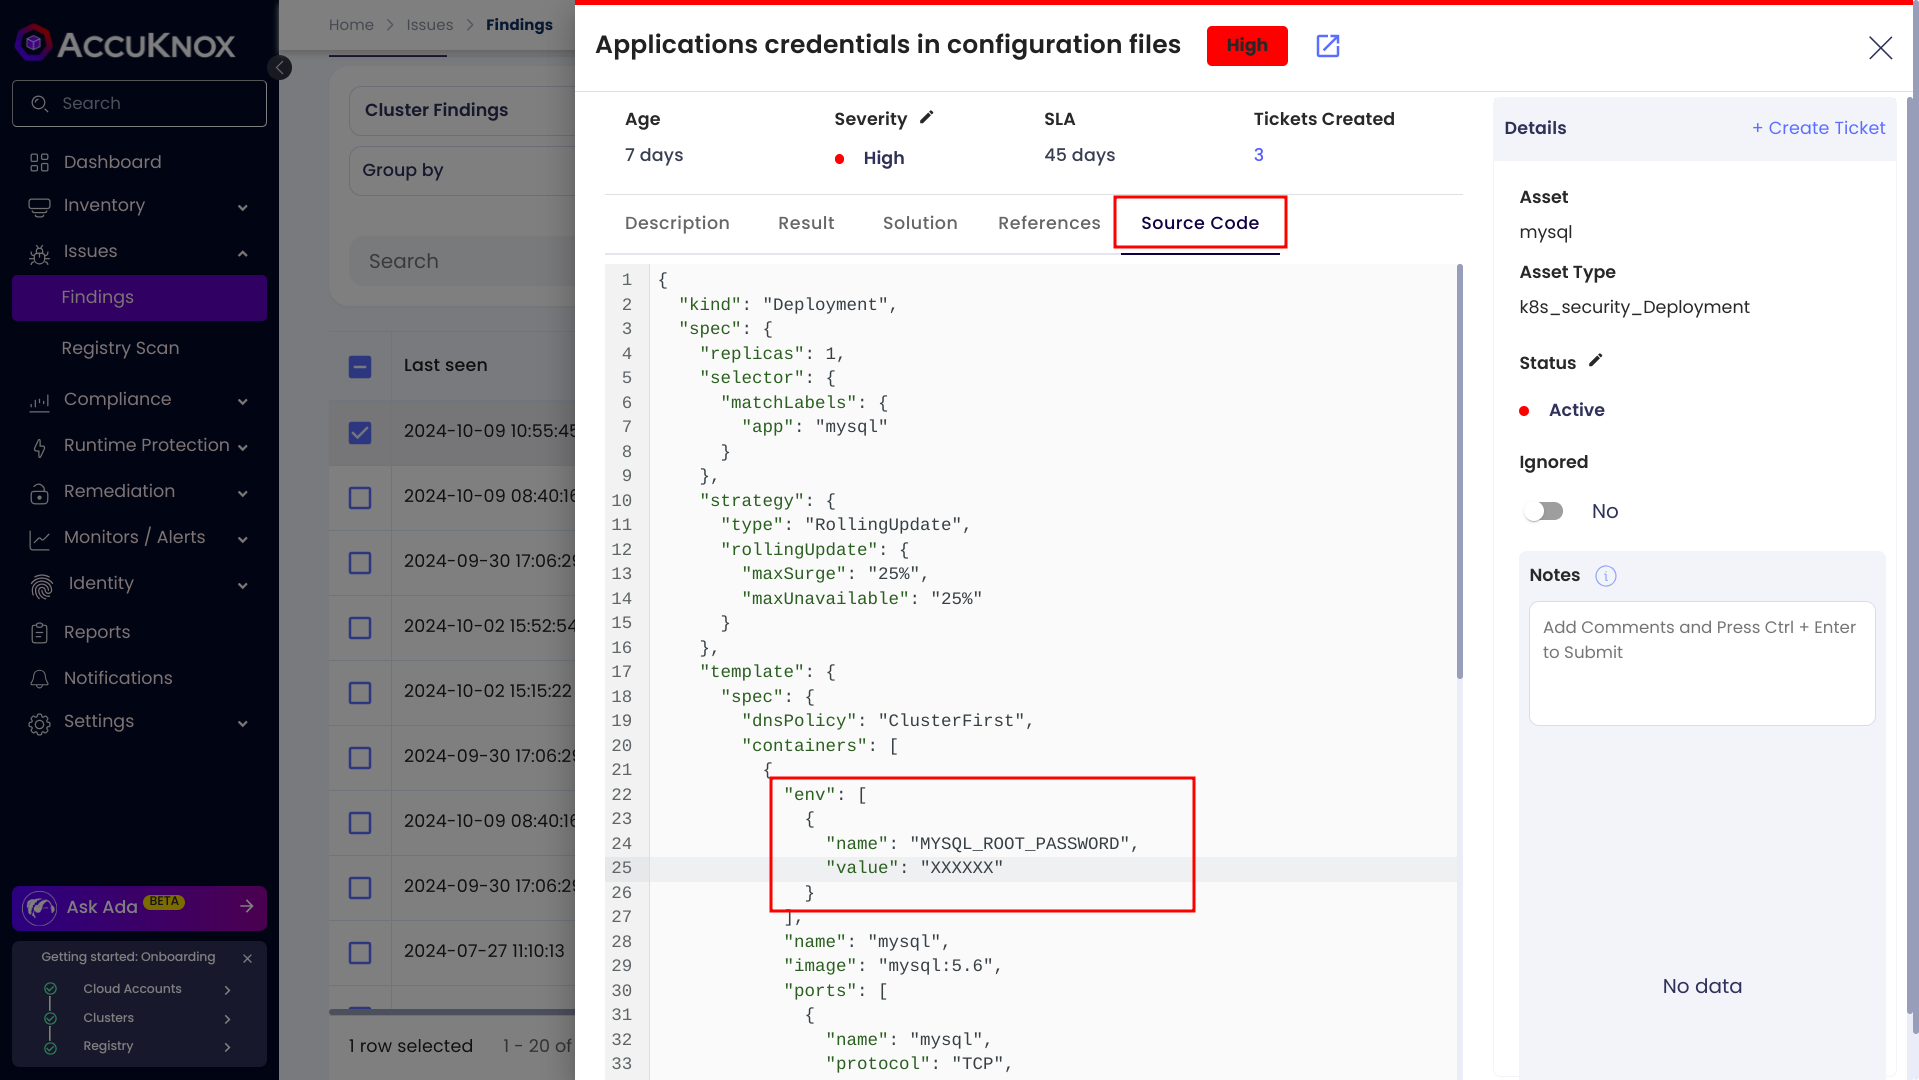 ACCUKNOX
Search
Dashboard
Inventory
Issues
Findings
Registry Scan
Compliance
Runtime Protection
Remediation
Monitors / Alerts
Identity
Reports
Notifications
Settings
Ask Ada BETA
Getting started: Onboarding
Cloud Accounts
Clusters
Registry
Home > Issues > Findings
Cluster Findings
Group by
Search
Last seen
2024-10-09 10:55:45
2024-10-09 08:40:16
2024-09-30 17:06:29
2024-10-02 15:52:54
2024-10-02 15:15:22
2024-09-30 17:06:29
2024-10-09 08:40:16
2024-09-30 17:06:29
2024-07-27 11:10:13
1 row selected 1 - 20 of
Applications credentials in configuration files High
Age Severity SLA Tickets Created
7 days High 45 days 3
Description Result Solution References Source Code
1 {
2 "kind": "Deployment",
3 "spec": {
4 "replicas": 1,
5 "selector": {
6 "matchLabels": {
7 "app": "mysql"
8 }
9 },
10 "strategy": {
11 "type": "RollingUpdate",
12 "rollingUpdate": {
13 "maxSurge": "25%",
14 "maxUnavailable": "25%"
15 }
16 },
17 "template": {
18 "spec": {
19 "dnsPolicy": "ClusterFirst",
20 "containers": [
21 {
22 "env": [
23 {
24 "name": "MYSQL_ROOT_PASSWORD",
25 "value": "XXXXXX"
26 }
27 ],
28 "name": "mysql",
29 "image": "mysql:5.6",
30 "ports": [
31 {
32 "name": "mysql",
33 "protocol": "TCP",
Details + Create Ticket
Asset
mysql
Asset Type
k8s_security_Deployment
Status
Active
Ignored
No
Notes
Add Comments and Press Ctrl + Enter
to Submit
No data